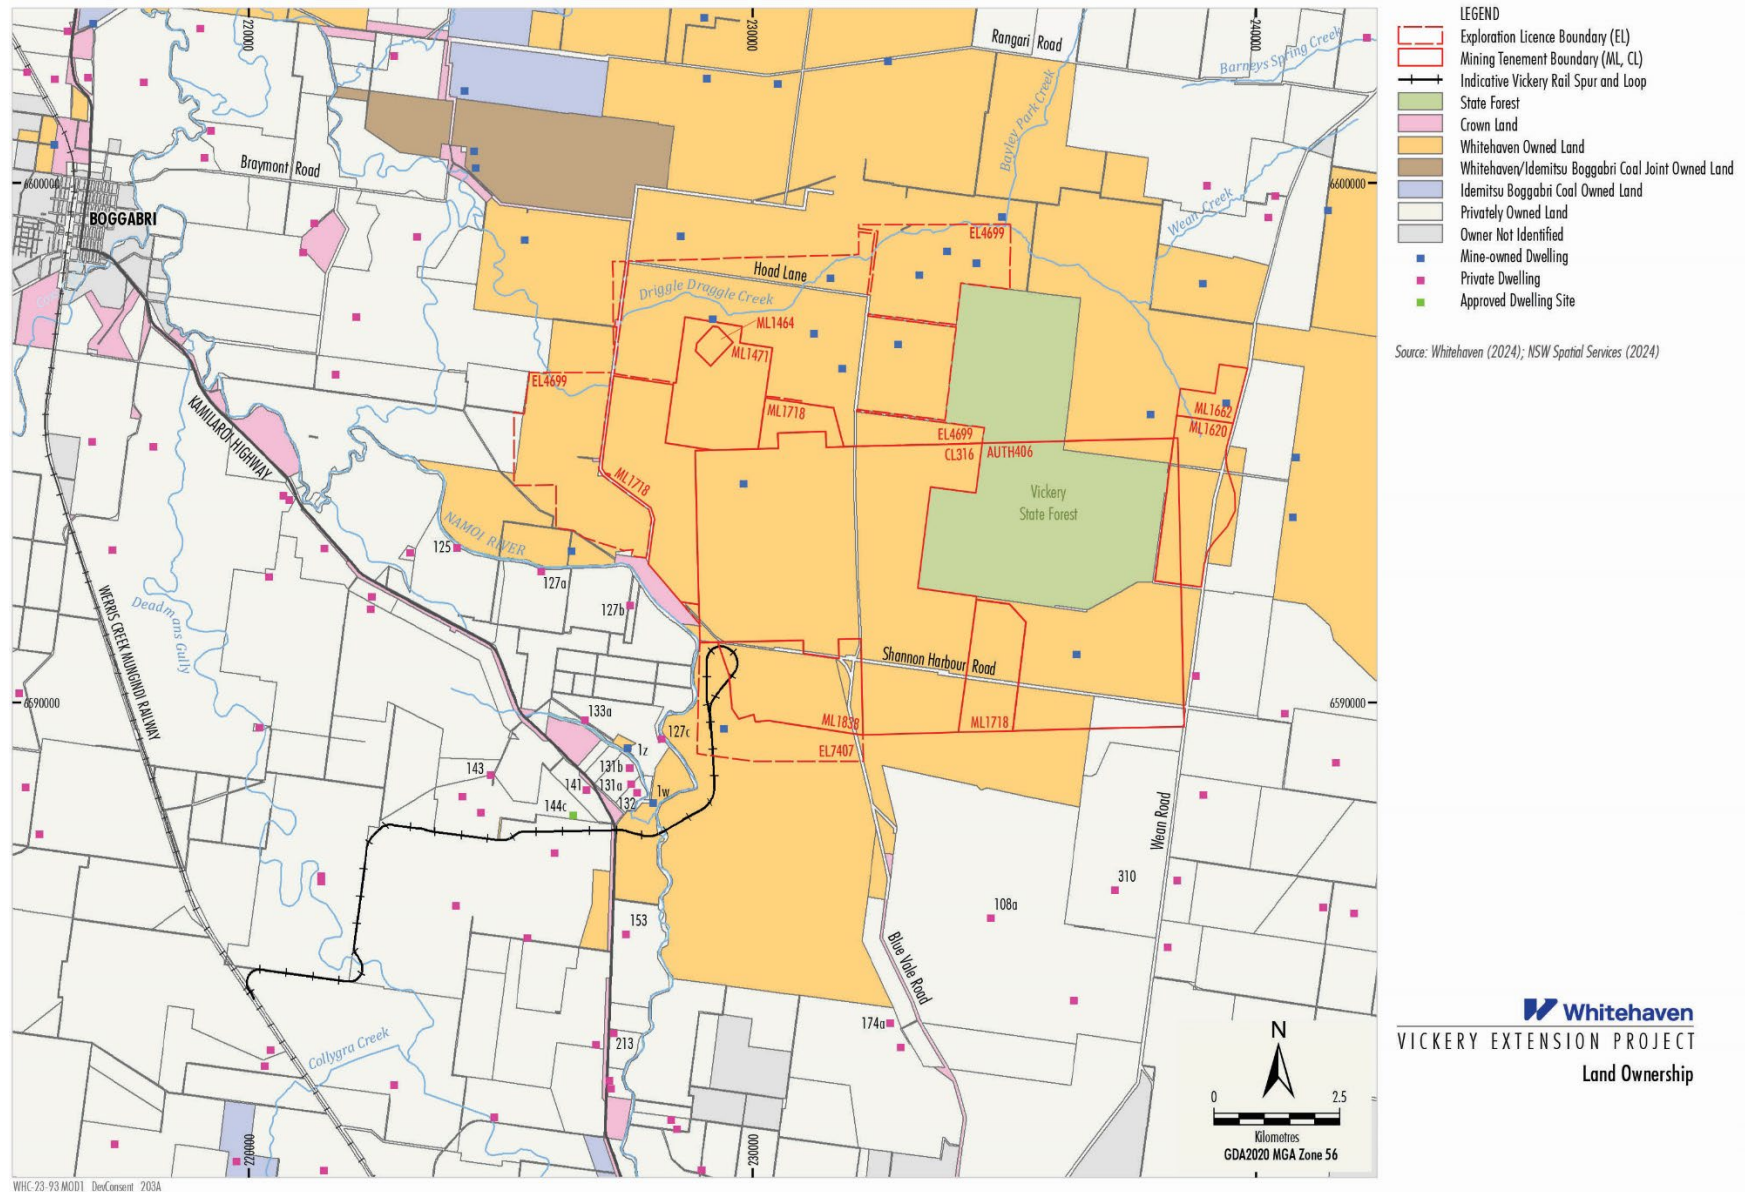 220000
230000
240000
Rangari Road
Barneys Spring Creek
Bayley Park Creek
Braymont Road
6600000
6600000
BOGGABRI
Wean Creek
EL4699
Hoad Lane
Driggle Draggle Creek
ML1464
ML1471
EL4699
ML1718
KAMILAROI HIGHWAY
ML1662
ML1620
EL4699
CL316
AUTH406
ML1718
Vickery
State Forest
NAMOI RIVER
125
127a
127b
Deadmans Gully
WERRIS CREEK MUNGINDI RAILWAY
Shannon Harbour Road
6590000
6590000
133a
127c
1z
ML1838
ML1718
EL7407
143
131b
131a
141
132
1w
144c
Wean Road
310
108a
153
Blue Vale Road
174a
213
Collygra Creek
220000
230000
N
0
2.5
Kilometres
GDA2020 MGA Zone 56
LEGEND
Exploration Licence Boundary (EL)
Mining Tenement Boundary (ML, CL)
Indicative Vickery Rail Spur and Loop
State Forest
Crown Land
Whitehaven Owned Land
Whitehaven/Idemitsu Boggabri Coal Joint Owned Land
Idemitsu Boggabri Coal Owned Land
Privately Owned Land
Owner Not Identified
Mine-owned Dwelling
Private Dwelling
Approved Dwelling Site
Source: Whitehaven (2024); NSW Spatial Services (2024)
Whitehaven
VICKERY EXTENSION PROJECT
Land Ownership
WHC-23-93 MOD1 DevConsent 203A